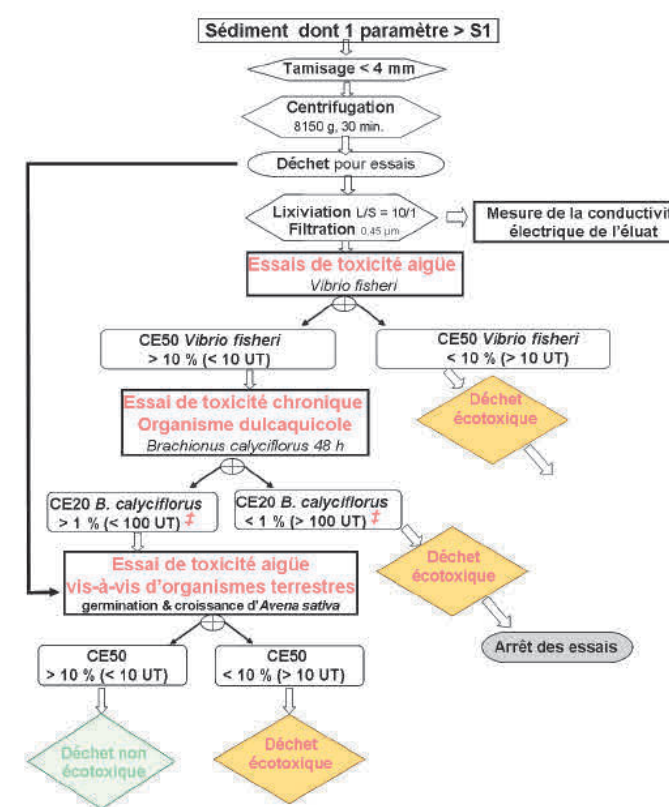 Sédiment dont 1 paramètre > S1
Tamisage < 4 mm
Centrifugation
8150 g, 30 min.
Déchet pour essais
Lixiviation L/S = 10/1
Filtration 0,45 µm
Mesure de la conductivit
électrique de l'éluat
Essais de toxicité aigüe
Vibrio fisheri
CE50 Vibrio fisheri
> 10 % (< 10 UT)
CE50 Vibrio fisheri
< 10 % (> 10 UT)
Déchet
écotoxique
Essai de toxicité chronique
Organisme dulcaquicole
Brachionus calyciflorus 48 h
CE20 B. calyciflorus
> 1 % (< 100 UT) ‡
CE20 B. calyciflorus
< 1 % (> 100 UT) ‡
Déchet
écotoxique
Essai de toxicité aigüe
vis-à-vis d'organismes terrestres
germination & croissance d'Avena sativa
Arrêt des essais
CE50
> 10 % (< 10 UT)
CE50
< 10 % (> 10 UT)
Déchet non
écotoxique
Déchet
écotoxique